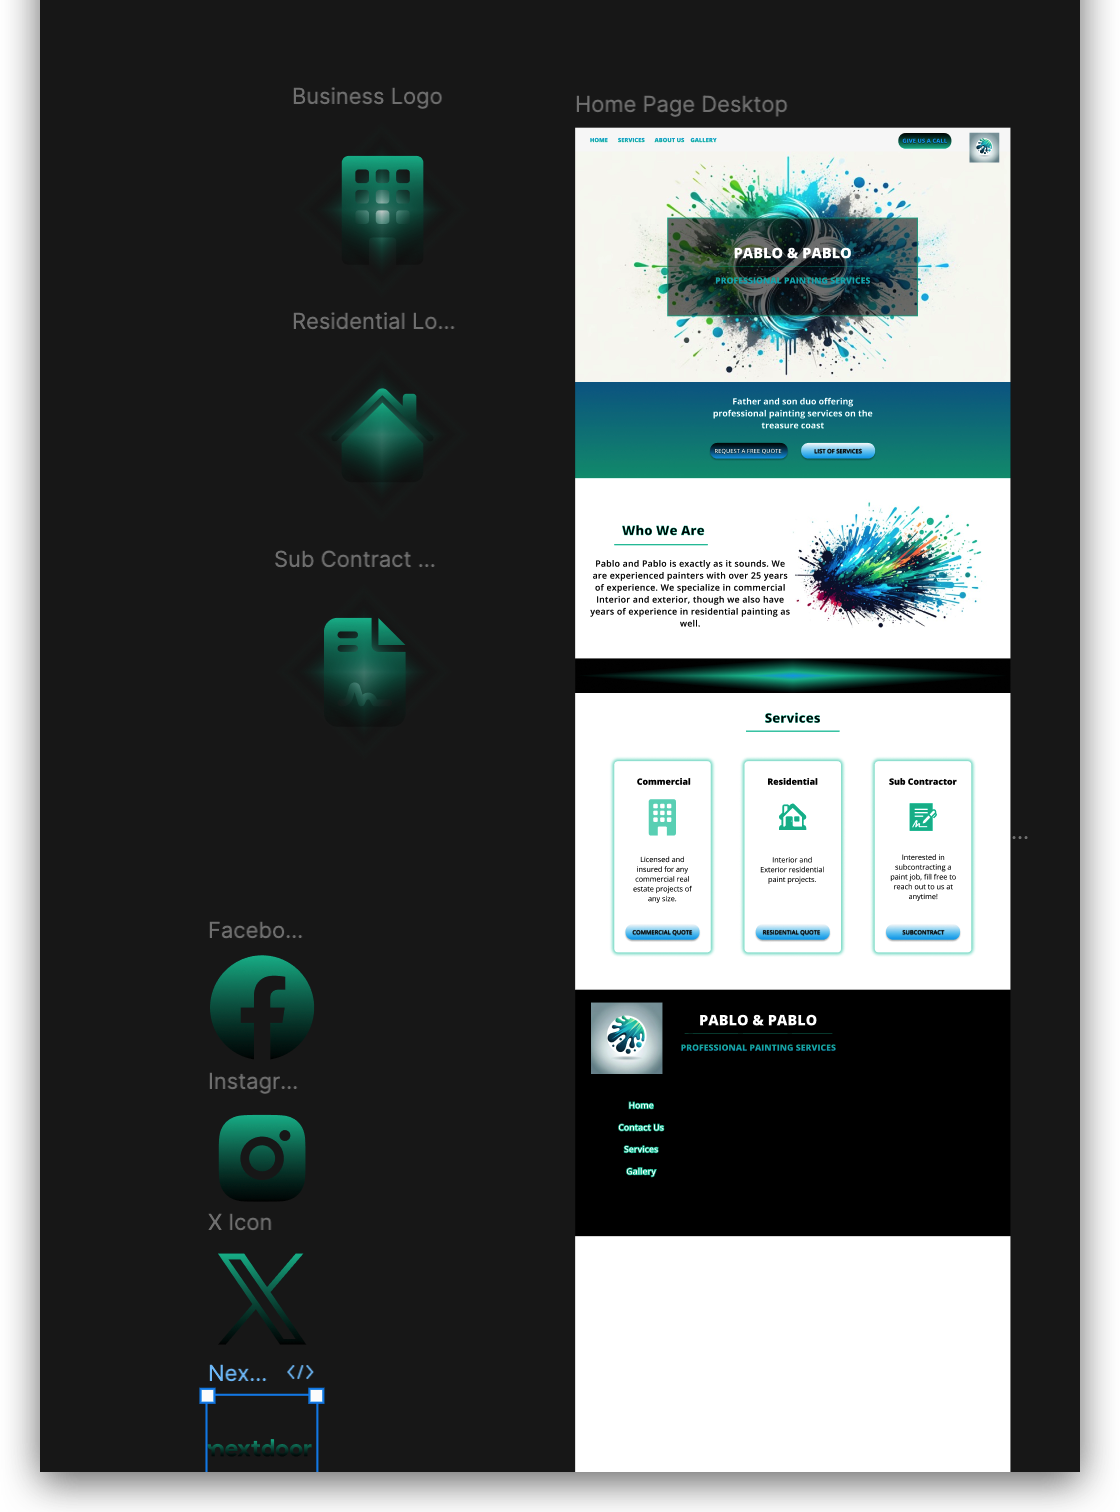 Business Logo
Residential Lo...
Sub Contract ...
Facebo...
Instagr...
X Icon
Nex... </>
nextdoor
Home Page Desktop
HOME SERVICES ABOUT US GALLERY
GIVE US A CALL
PABLO & PABLO
PROFESSIONAL PAINTING SERVICES
Father and son duo offering
professional painting services on the
treasure coast
REQUEST A FREE QUOTE
LIST OF SERVICES
Who We Are
Pablo and Pablo is exactly as it sounds. We
are experienced painters with over 25 years
of experience. We specialize in commercial
Interior and exterior, though we also have
years of experience in residential painting as
well.
Services
Commercial
Licensed and
insured for any
commercial real
estate projects of
any size.
COMMERCIAL QUOTE
Residential
Interior and
Exterior residential
paint projects.
RESIDENTIAL QUOTE
Sub Contractor
Interested in
subcontracting a
paint job, fill free to
reach out to us at
anytime!
SUBCONTRACT
...
PABLO & PABLO
PROFESSIONAL PAINTING SERVICES
Home
Contact Us
Services
Gallery